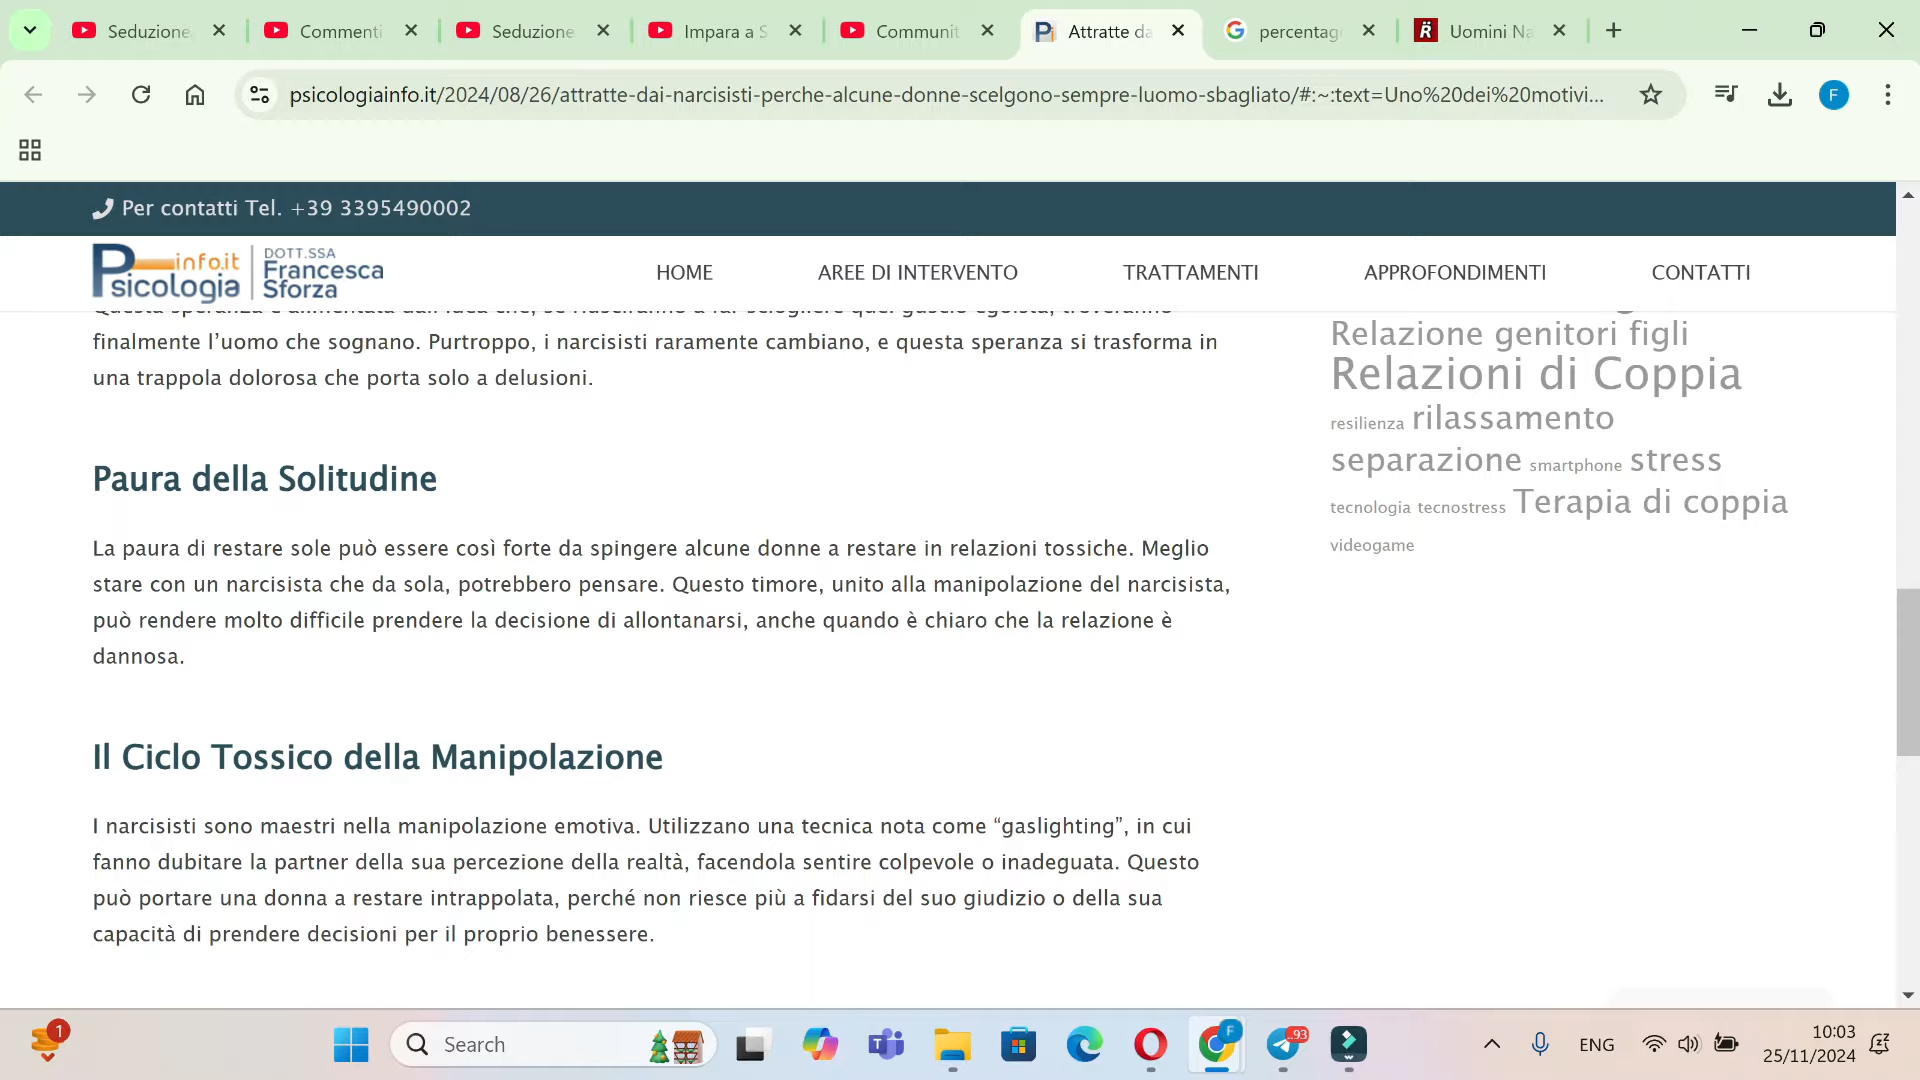 Seduzione
Commenti
Seduzione
Impara a S
Communit
Attratte da
percentag
Uomini Na
psicologiainfo.it/2024/08/26/attratte-dai-narcisisti-perche-alcune-donne-scelgono-sempre-luomo-sbagliato/#:~:text=Uno%20dei%20motivi...
F
Per contatti Tel. +39 3395490002
Psicologia info.it
DOTT.SSA
Francesca
Sforza
HOME
AREE DI INTERVENTO
TRATTAMENTI
APPROFONDIMENTI
CONTATTI
finalmente l’uomo che sognano. Purtroppo, i narcisisti raramente cambiano, e questa speranza si trasforma in
una trappola dolorosa che porta solo a delusioni.
Paura della Solitudine
La paura di restare sole può essere così forte da spingere alcune donne a restare in relazioni tossiche. Meglio
stare con un narcisista che da sola, potrebbero pensare. Questo timore, unito alla manipolazione del narcisista,
può rendere molto difficile prendere la decisione di allontanarsi, anche quando è chiaro che la relazione è
dannosa.
Il Ciclo Tossico della Manipolazione
I narcisisti sono maestri nella manipolazione emotiva. Utilizzano una tecnica nota come “gaslighting”, in cui
fanno dubitare la partner della sua percezione della realtà, facendola sentire colpevole o inadeguata. Questo
può portare una donna a restare intrappolata, perché non riesce più a fidarsi del suo giudizio o della sua
capacità di prendere decisioni per il proprio benessere.
Relazione genitori figli
Relazioni di Coppia
resilienza rilassamento
separazione smartphone stress
tecnologia tecnostress Terapia di coppia
videogame
1
Search
F
..93
ENG
10:03
25/11/2024